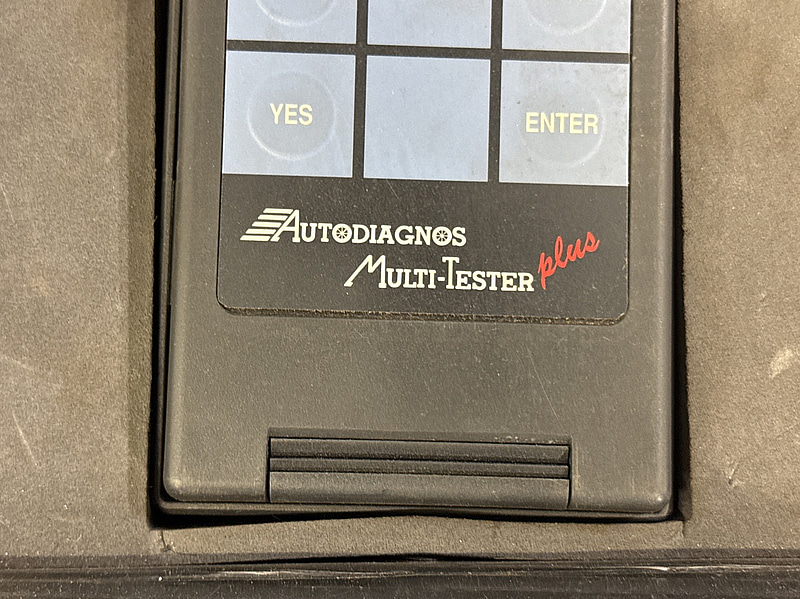 YES
ENTER
AUTODIAGNOS
MULTI-TESTER plus